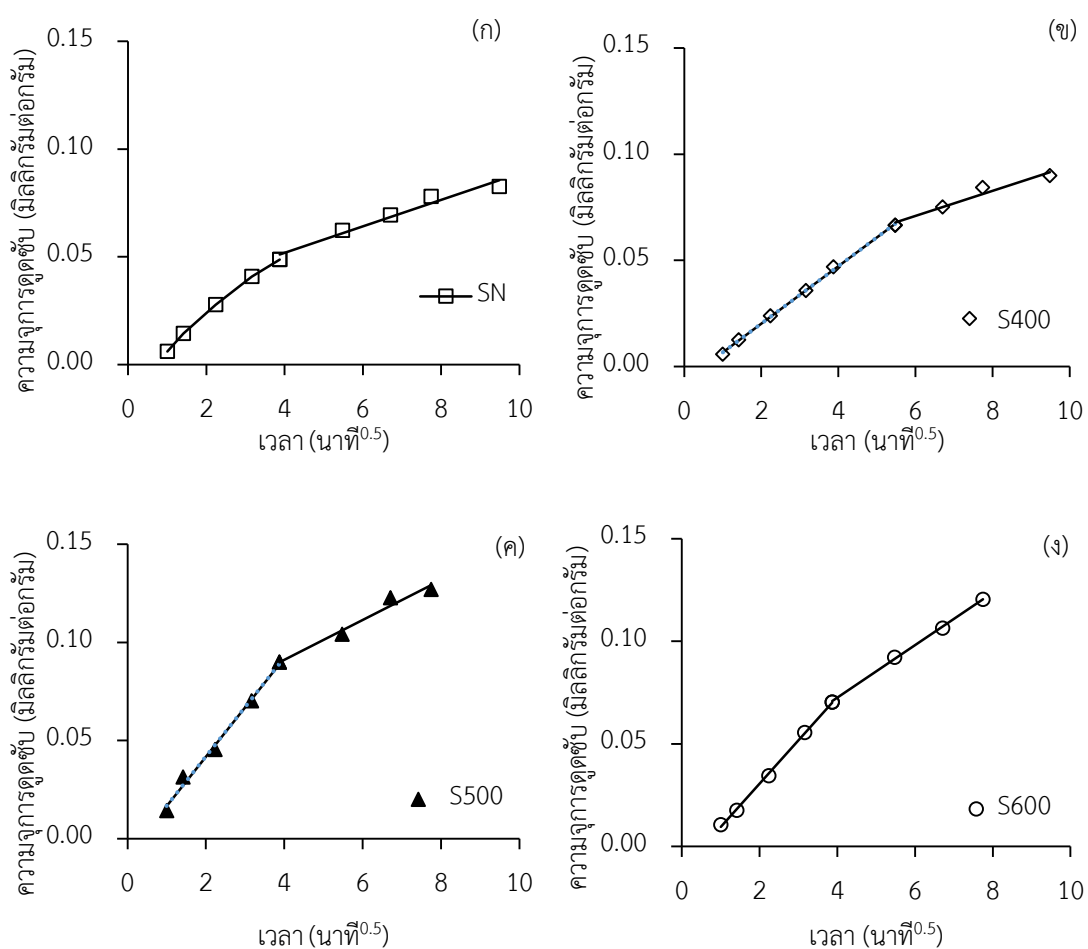 (ก)
ความจุการดูดซับ (มิลลิกรัมต่อกรัม)
0.15
0.10
0.05
0.00
SN
0 2 4 6 8 10
เวลา (นาที0.5)
(ข)
ความจุการดูดซับ (มิลลิกรัมต่อกรัม)
0.15
0.10
0.05
0.00
S400
0 2 4 6 8 10
เวลา (นาที0.5)
(ค)
ความจุการดูดซับ (มิลลิกรัมต่อกรัม)
0.15
0.10
0.05
0.00
S500
0 2 4 6 8 10
เวลา (นาที0.5)
(ง)
ความจุการดูดซับ (มิลลิกรัมต่อกรัม)
0.15
0.10
0.05
0.00
S600
0 2 4 6 8 10
เวลา (นาที0.5)